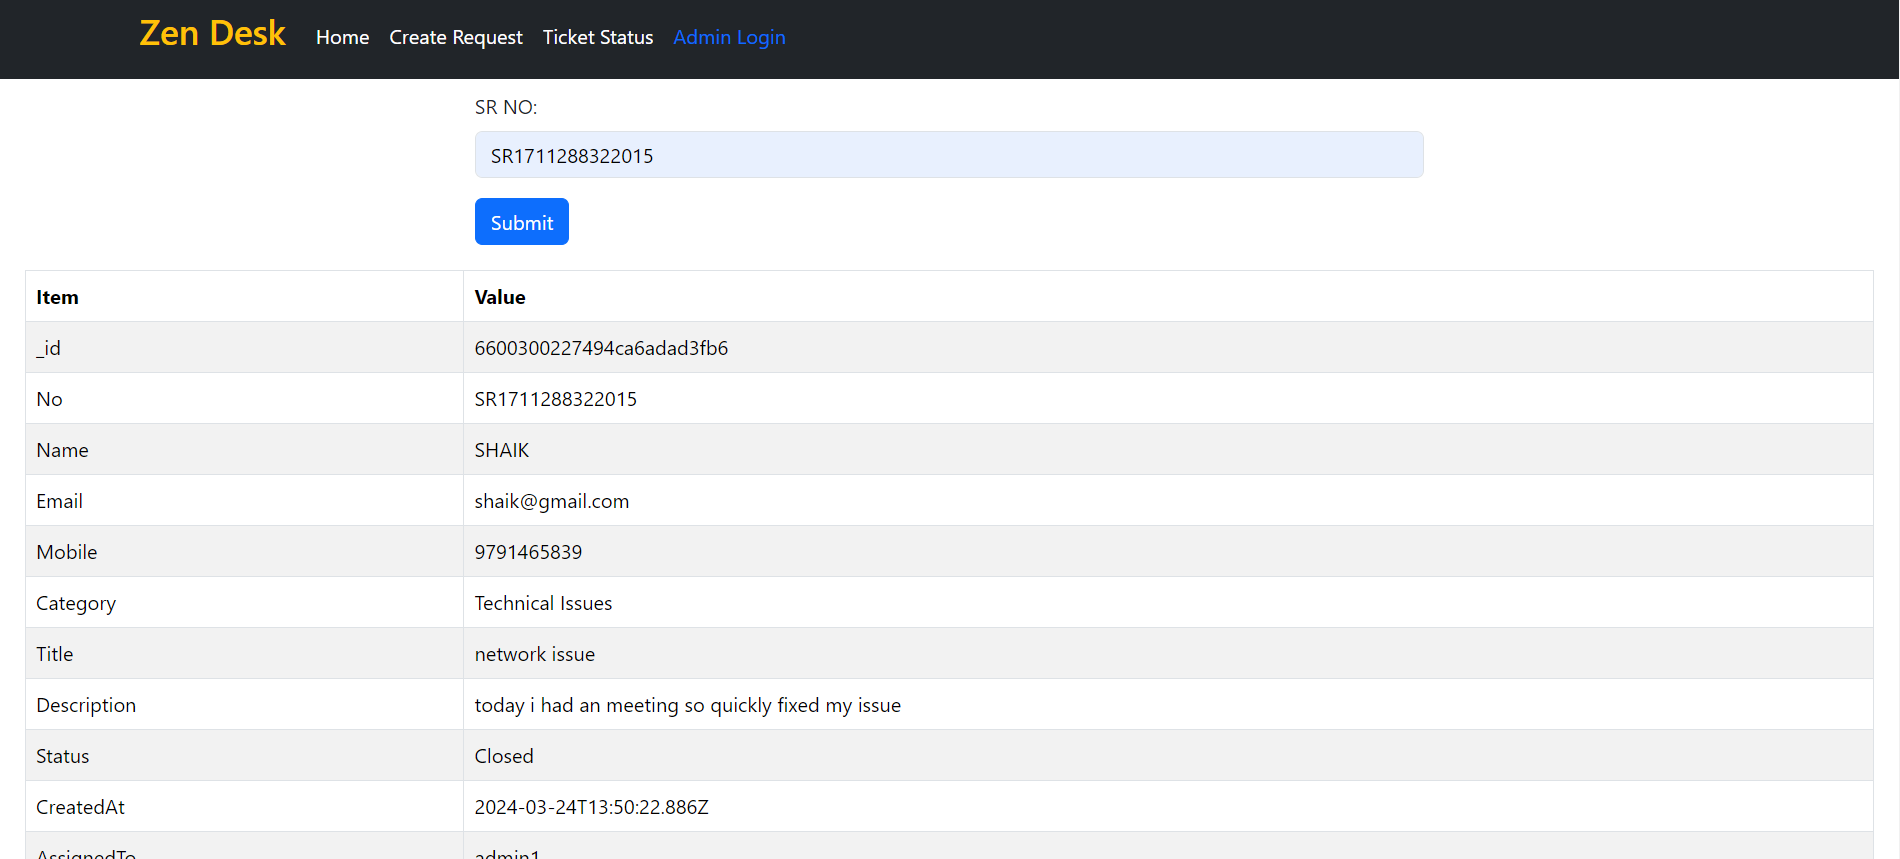 Zen Desk Home Create Request Ticket Status Admin Login
SR NO:
SR1711288322015
Submit
Item Value
_id 6600300227494ca6adad3fb6
No SR1711288322015
Name SHAIK
Email shaik@gmail.com
Mobile 9791465839
Category Technical Issues
Title network issue
Description today i had an meeting so quickly fixed my issue
Status Closed
CreatedAt 2024-03-24T13:50:22.886Z
AssignedTo admin1